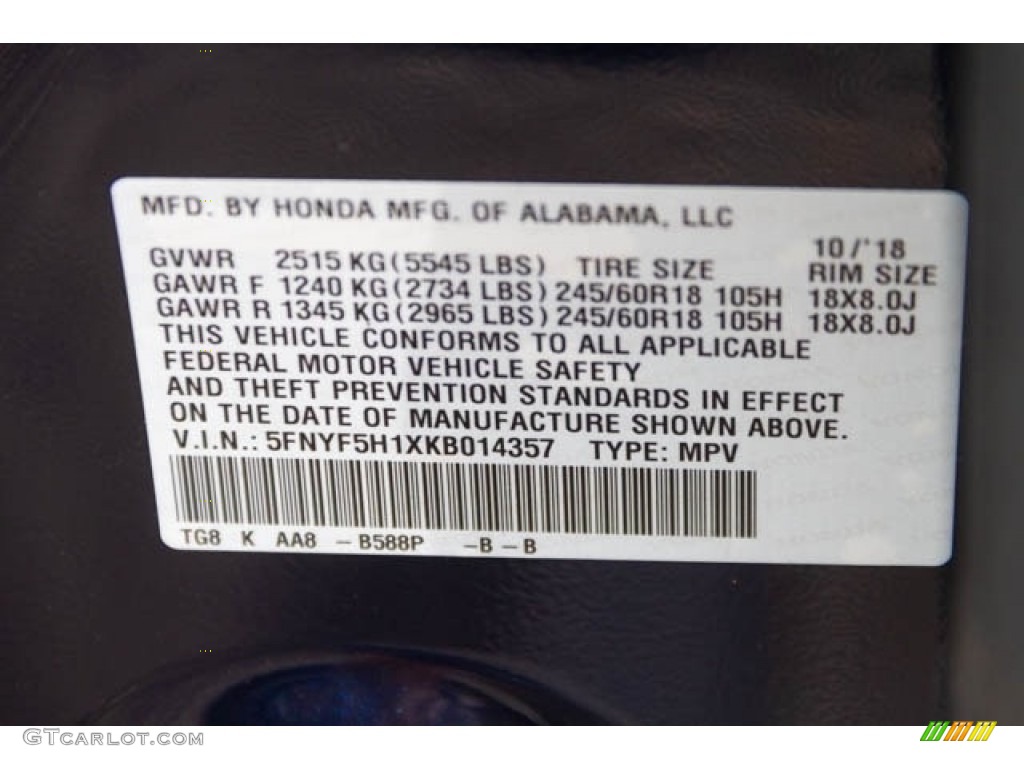 MFD. BY HONDA MFG. OF ALABAMA, LLC
10/'18
GVWR 2515 KG(5545 LBS) TIRE SIZE RIM SIZE
GAWR F 1240 KG(2734 LBS) 245/60R18 105H 18X8.0J
GAWR R 1345 KG(2965 LBS) 245/60R18 105H 18X8.0J
THIS VEHICLE CONFORMS TO ALL APPLICABLE
FEDERAL MOTOR VEHICLE SAFETY
AND THEFT PREVENTION STANDARDS IN EFFECT
ON THE DATE OF MANUFACTURE SHOWN ABOVE.
V.I.N.: 5FNYF5H1XKB014357 TYPE: MPV
TG8 K AA8 -B588P -B-B
GTCARLOT.COM